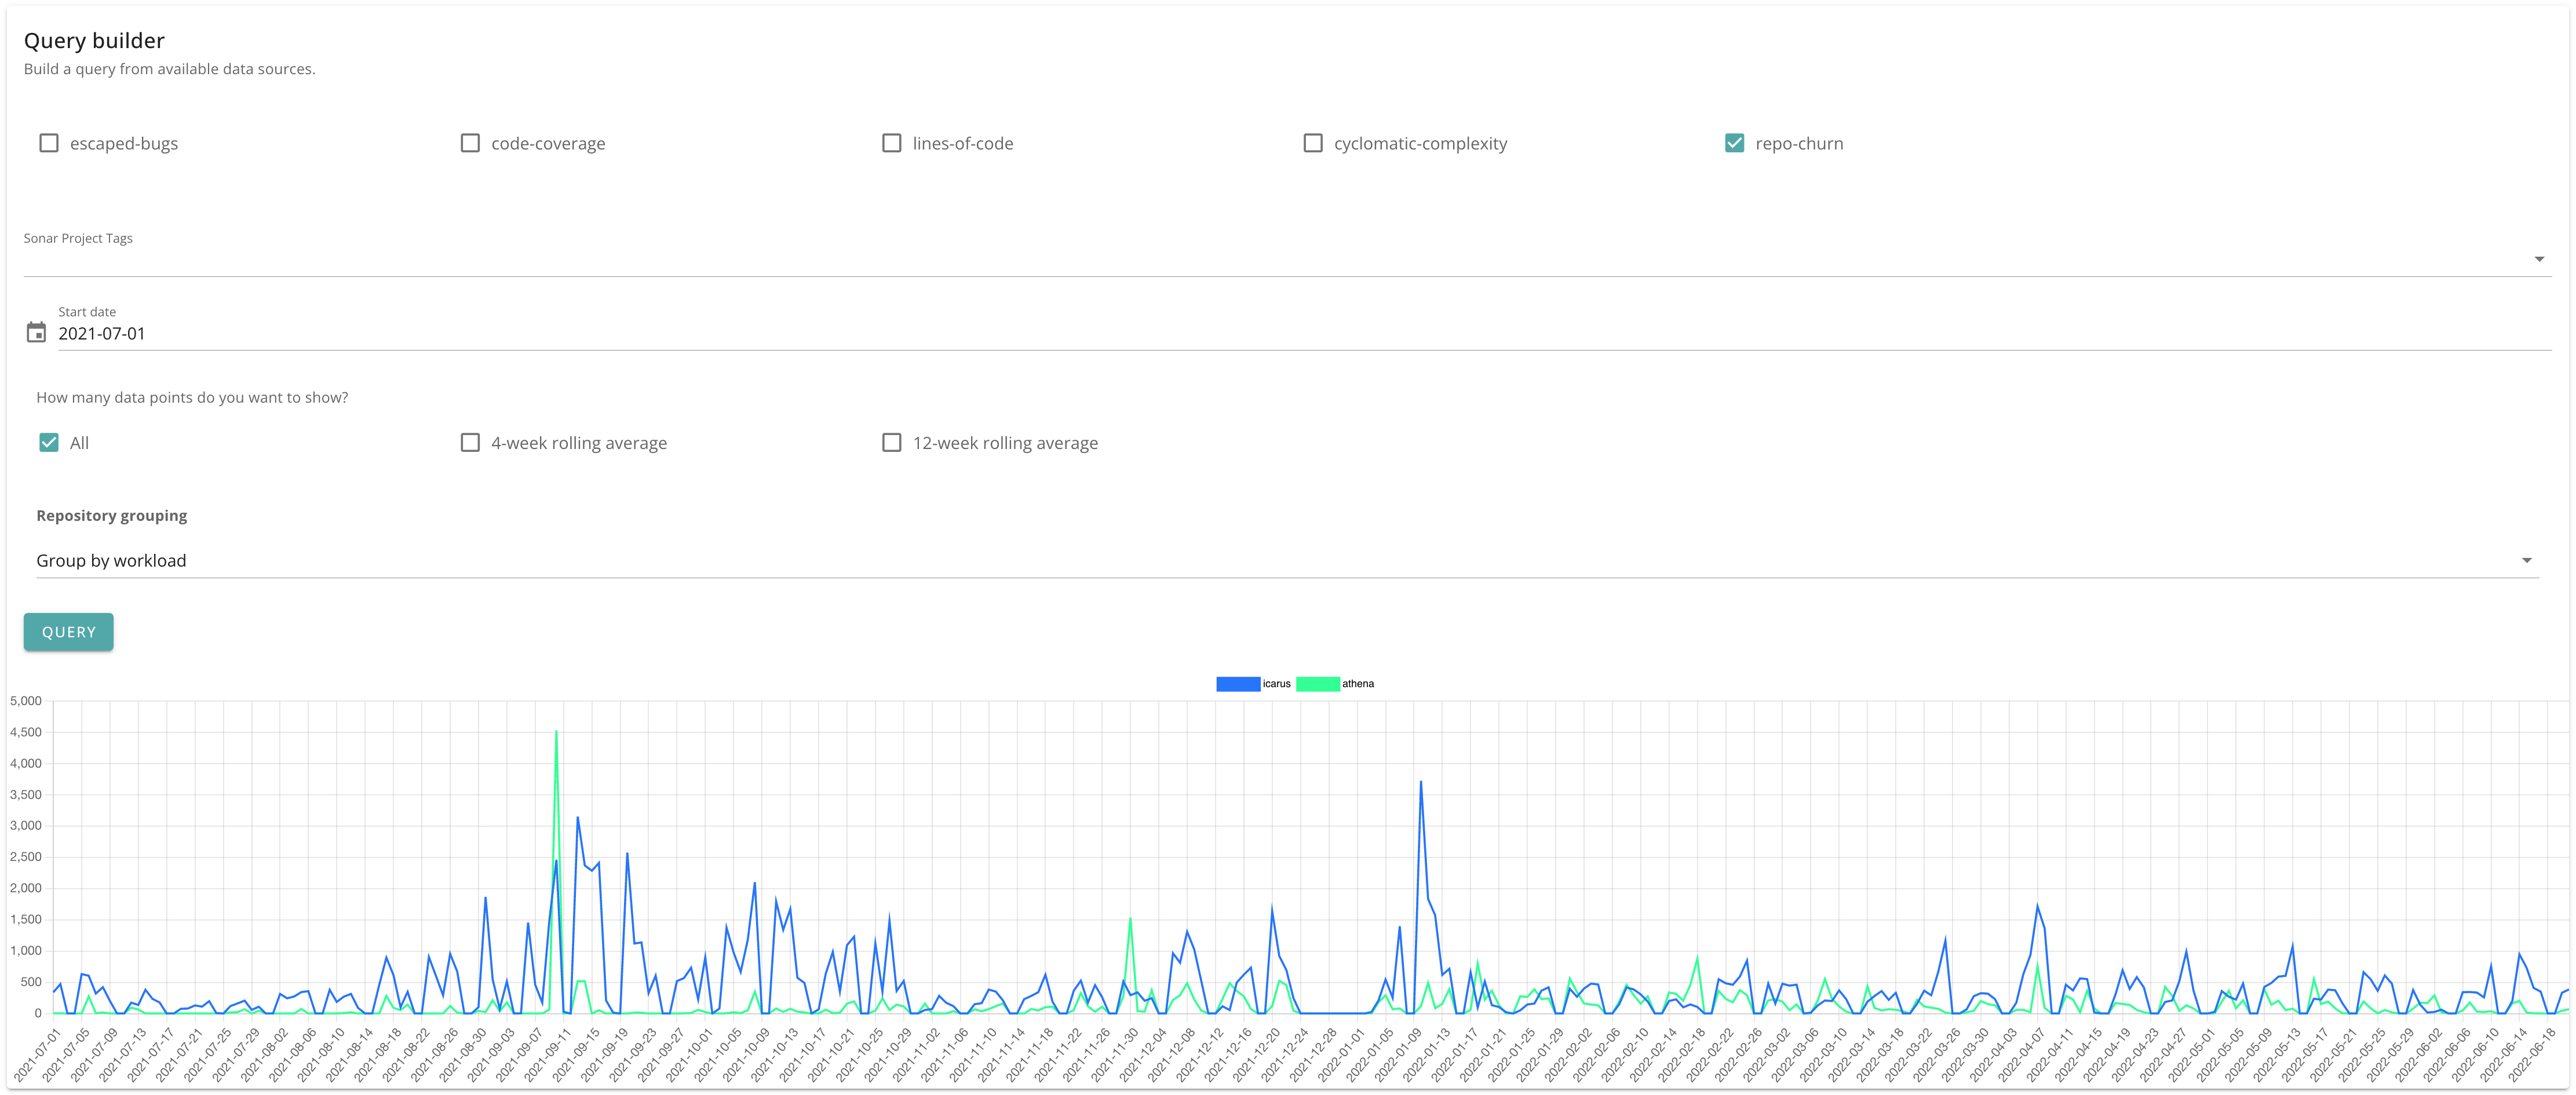 Query builder
Build a query from available data sources.
escaped-bugs code-coverage lines-of-code cyclomatic-complexity repo-churn
Sonar Project Tags
Start date
2021-07-01
How many data points do you want to show?
All 4-week rolling average 12-week rolling average
Repository grouping
Group by workload
QUERY
icarus athena
5,000
4,500
4,000
3,500
3,000
2,500
2,000
1,500
1,000
500
0
2021-07-01 2021-07-05 2021-07-09 2021-07-13 2021-07-17 2021-07-21 2021-07-25 2021-07-29 2021-08-02 2021-08-06 2021-08-10 2021-08-14 2021-08-18 2021-08-22 2021-08-26 2021-08-30 2021-09-03 2021-09-07 2021-09-11 2021-09-15 2021-09-19 2021-09-23 2021-09-27 2021-10-01 2021-10-05 2021-10-09 2021-10-13 2021-10-17 2021-10-21 2021-10-25 2021-10-29 2021-11-02 2021-11-06 2021-11-10 2021-11-14 2021-11-18 2021-11-22 2021-11-26 2021-11-30 2021-12-04 2021-12-08 2021-12-12 2021-12-16 2021-12-20 2021-12-24 2021-12-28 2022-01-01 2022-01-05 2022-01-09 2022-01-13 2022-01-17 2022-01-21 2022-01-25 2022-01-29 2022-02-02 2022-02-06 2022-02-10 2022-02-14 2022-02-18 2022-02-22 2022-02-26 2022-03-02 2022-03-06 2022-03-10 2022-03-14 2022-03-18 2022-03-22 2022-03-26 2022-03-30 2022-04-03 2022-04-07 2022-04-11 2022-04-15 2022-04-19 2022-04-23 2022-04-27 2022-05-01 2022-05-05 2022-05-09 2022-05-13 2022-05-17 2022-05-21 2022-05-25 2022-05-29 2022-06-02 2022-06-06 2022-06-10 2022-06-14 2022-06-18